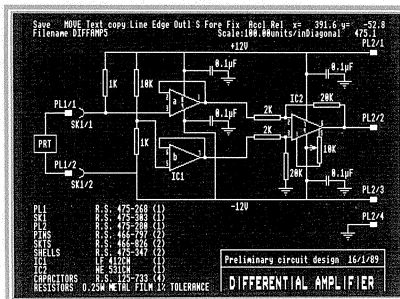 Save MOVE Text copy Line Edge Outl S Fore Fix Accl Rel x= 391.6 y= -52.8
Filename DIFFAMP5 Scale:100.00units/inDiagonal 475.1
+12V
PL2/1
0.1µF
1K 10K
0.1µF
IC2 20K
PL1/1
SK1/1
a
2K
PL2/2
PRT
1K
2K
PL1/2
SK1/2
b
IC1
10K
20K
0.1µF
-12V
PL2/3
PL2/4
PL1 R.S. 475-268 (1)
SK1 R.S. 475-303 (1)
PL2 R.S. 475-280 (1)
PINS R.S. 466-797 (2)
SKTS R.S. 466-826 (2)
SHELLS R.S. 475-347 (2)
IC1 LF 412CN
IC2 NE 531CN (1)
CAPACITORS R.S. 125-733 (4)
RESISTORS 0.25W METAL FILM 1% TOLERANCE
Preliminary circuit design 16/1/89
DIFFERENTIAL AMPLIFIER